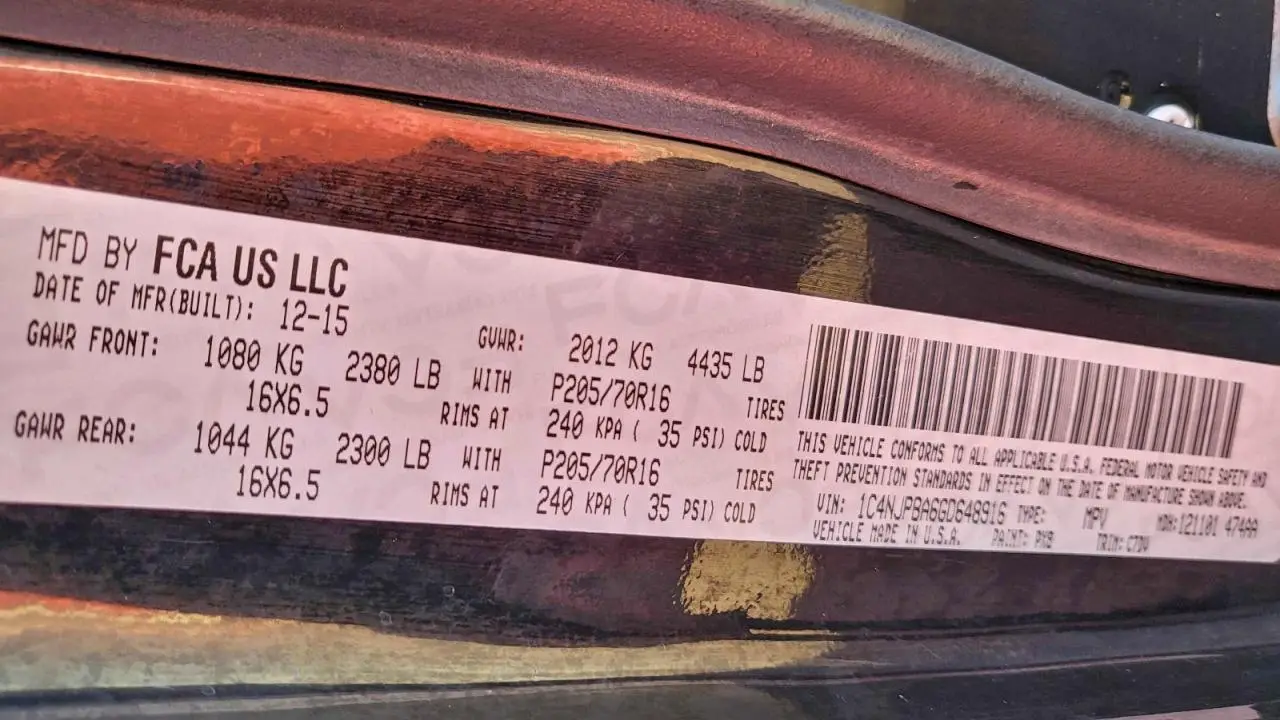 MFD BY FCA US LLC
DATE OF MFR(BUILT): 12-15 GVWR: 2012 KG 4435 LB
GAWR FRONT: 1080 KG 2380 LB WITH P205/70R16 TIRES
16X6.5 RIMS AT 240 KPA ( 35 PSI) COLD
GAWR REAR: 1044 KG 2300 LB WITH P205/70R16 TIRES
16X6.5 RIMS AT 240 KPA ( 35 PSI) COLD
THIS VEHICLE CONFORMS TO ALL APPLICABLE U.S.A. FEDERAL MOTOR VEHICLE SAFETY AND
THEFT PREVENTION STANDARDS IN EFFECT ON THE DATE OF MANUFACTURE SHOWN ABOVE.
VIN: 1C4NJPBA6GD648916 TYPE: MPV MDH:121101 474AA
VEHICLE MADE IN U.S.A. PAINT: TRIM: